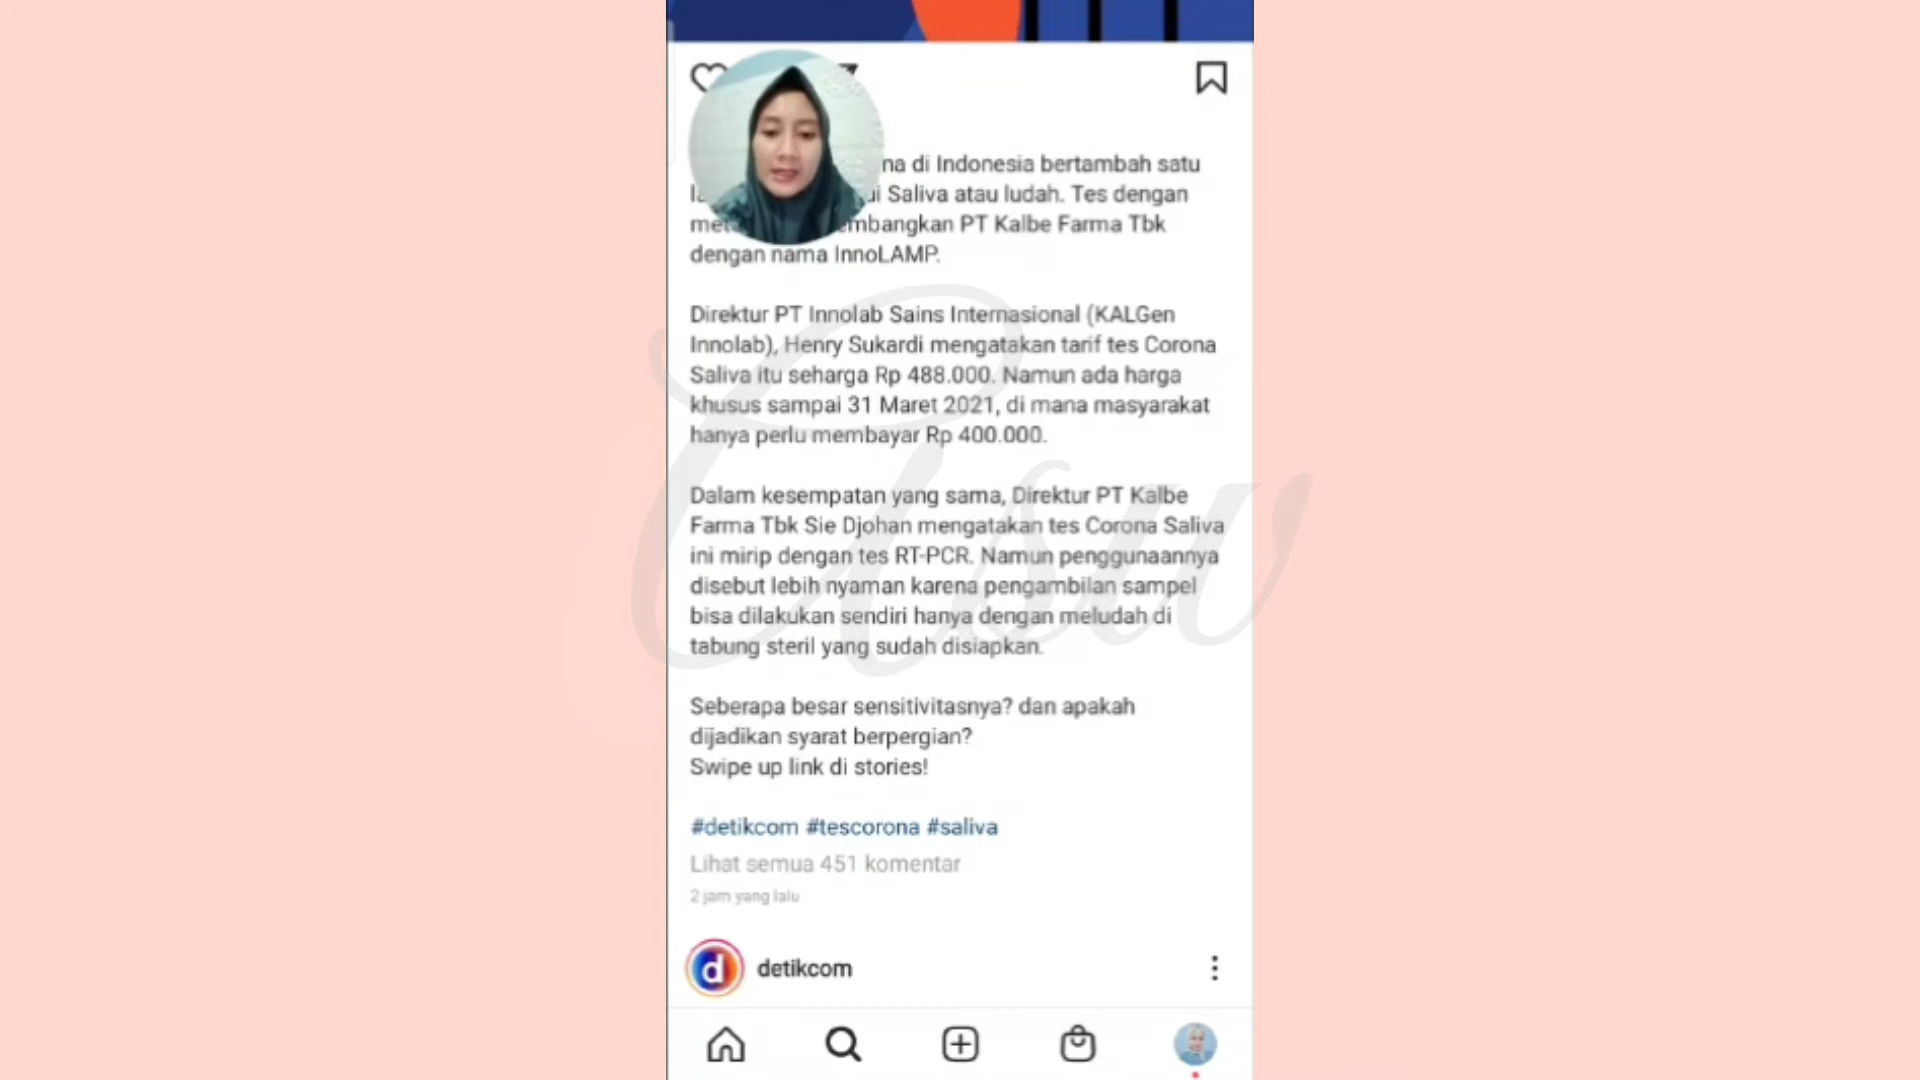 na di Indonesia bertambah satu
Saliva atau ludah. Tes dengan
mbangkan PT Kalbe Farma Tbk
dengan nama InnoLAMP.
Direktur PT Innolab Sains Internasional (KALGen
Innolab), Henry Sukardi mengatakan tarif tes Corona
Saliva itu seharga Rp 488.000. Namun ada harga
khusus sampai 31 Maret 2021, di mana masyarakat
hanya perlu membayar Rp 400.000.
Dalam kesempatan yang sama, Direktur PT Kalbe
Farma Tbk Sie Djohan mengatakan tes Corona Saliva
ini mirip dengan tes RT-PCR. Namun penggunaannya
disebut lebih nyaman karena pengambilan sampel
bisa dilakukan sendiri hanya dengan meludah di
tabung steril yang sudah disiapkan.
Seberapa besar sensitivitasnya? dan apakah
dijadikan syarat berpergian?
Swipe up link di stories!
#detikcom #tescorona #saliva
Lihat semua 451 komentar
2 jam yang lalu
d detikcom